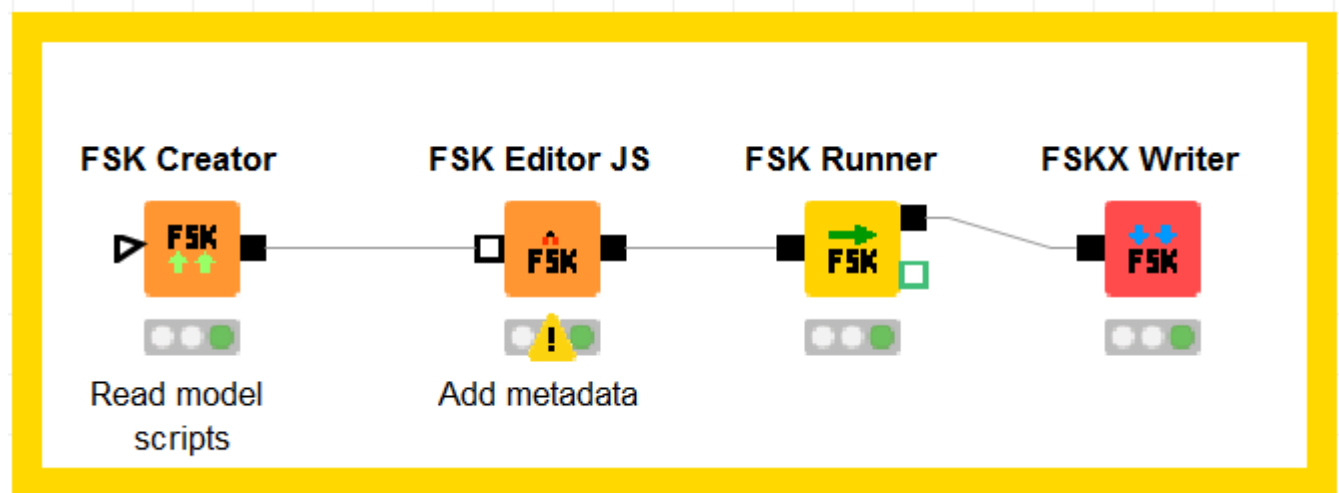 FSK Creator
FSK Editor JS
FSK Runner
FSKX Writer
FSK
FSK
FSK
FSK
!
Read model
scripts
Add metadata